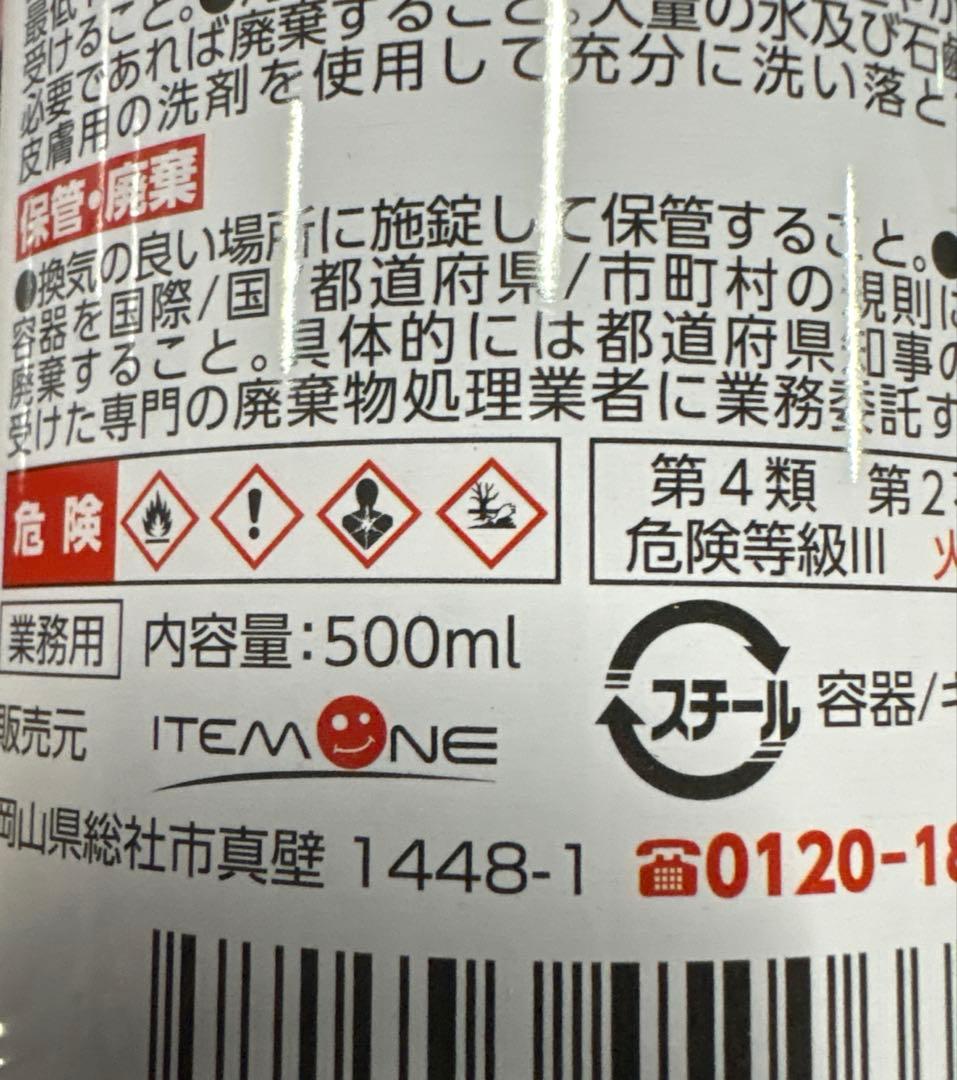 必要であれば廃棄すること。大量の水及び石
皮膚用の洗剤を使用して充分に洗い落と
保管・廃棄
●換気の良い場所に施錠して保管すること。●
容器を国際/国 都道府県/市町村の規則に
廃棄すること。具体的には都道府県知事の
受けた専門の廃棄物処理業者に業務委託す
危険
第4類 第2
危険等級III 火
業務用
内容量:500ml
スチール
容器/キ
販売元
ITEM ONE
岡山県総社市真壁 1448-1
☎0120-18